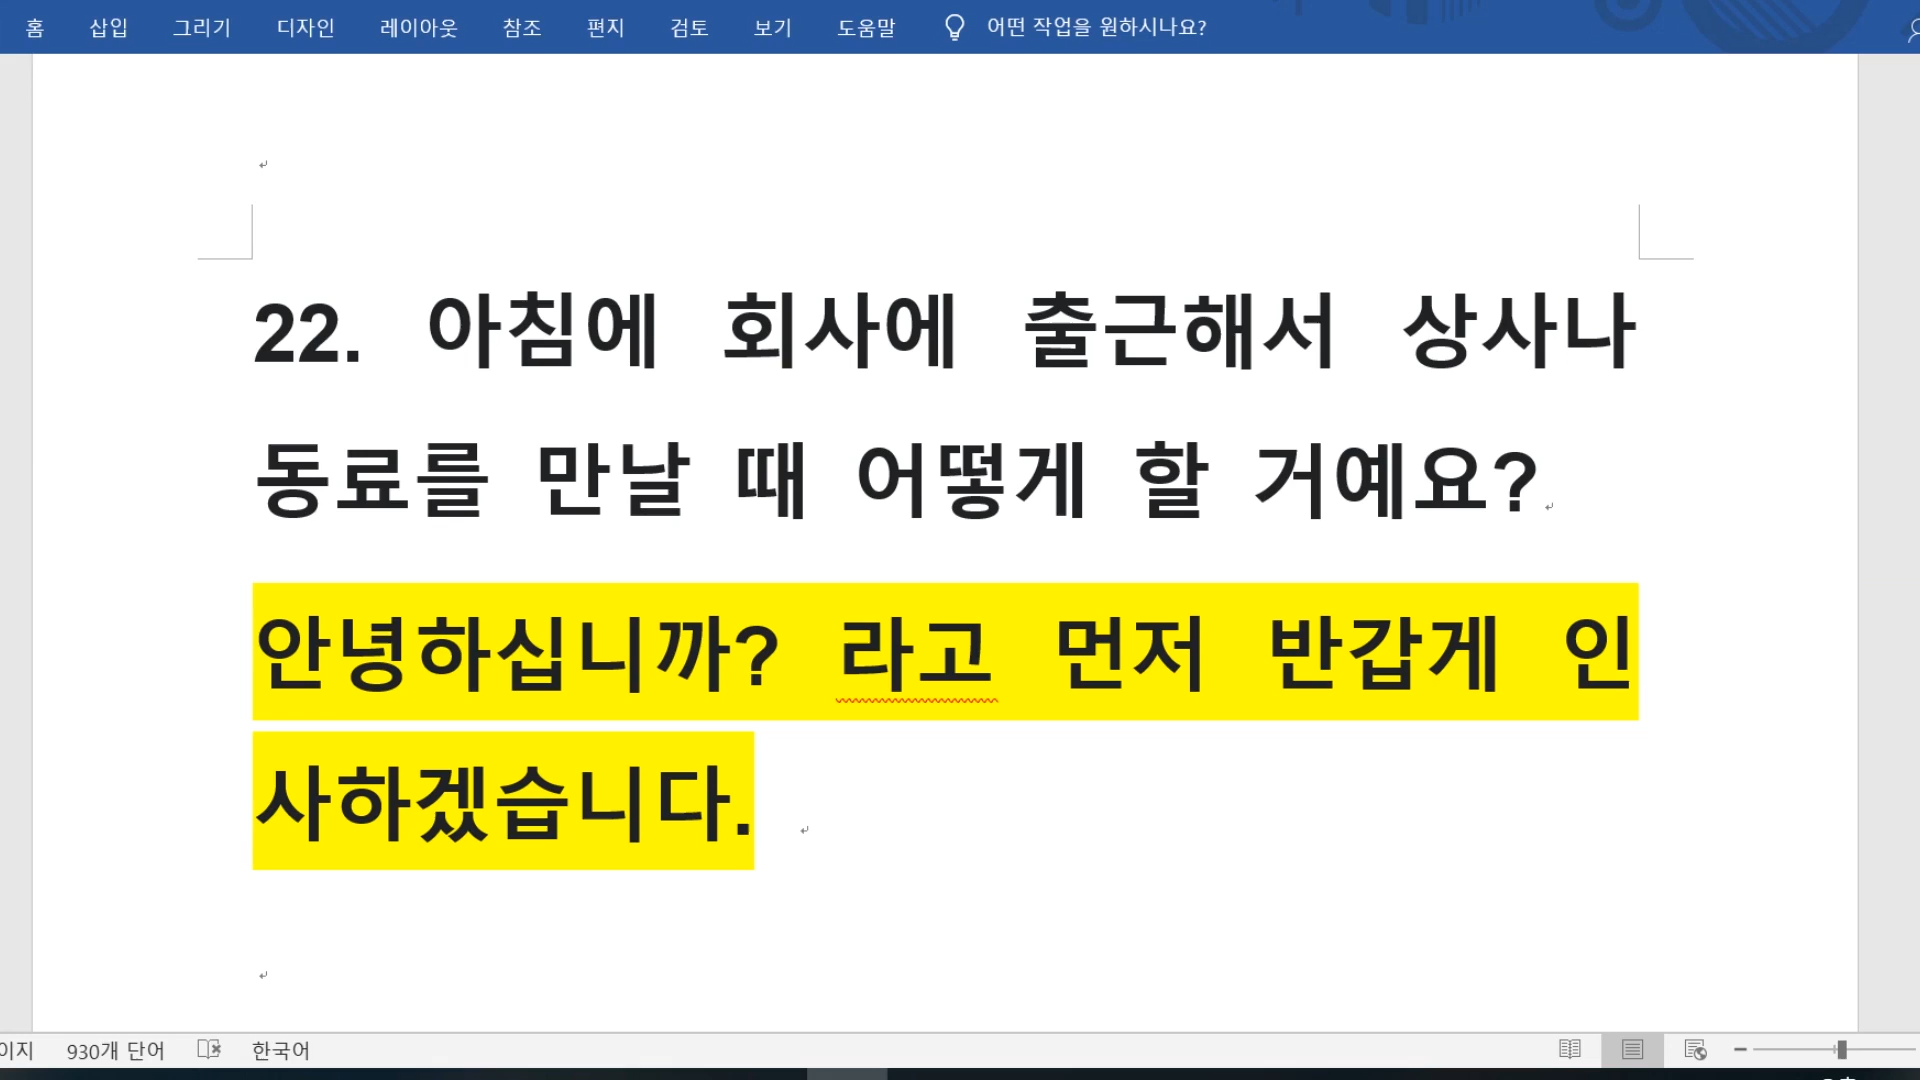 홈 삽입 그리기 디자인 레이아웃 참조 편지 검토 보기 도움말 어떤 작업을 원하시나요?
22. 아침에 회사에 출근해서 상사나
동료를 만날 때 어떻게 할 거예요?
안녕하십니까? 라고 먼저 반갑게 인
사하겠습니다.
이지 930개 단어 한국어